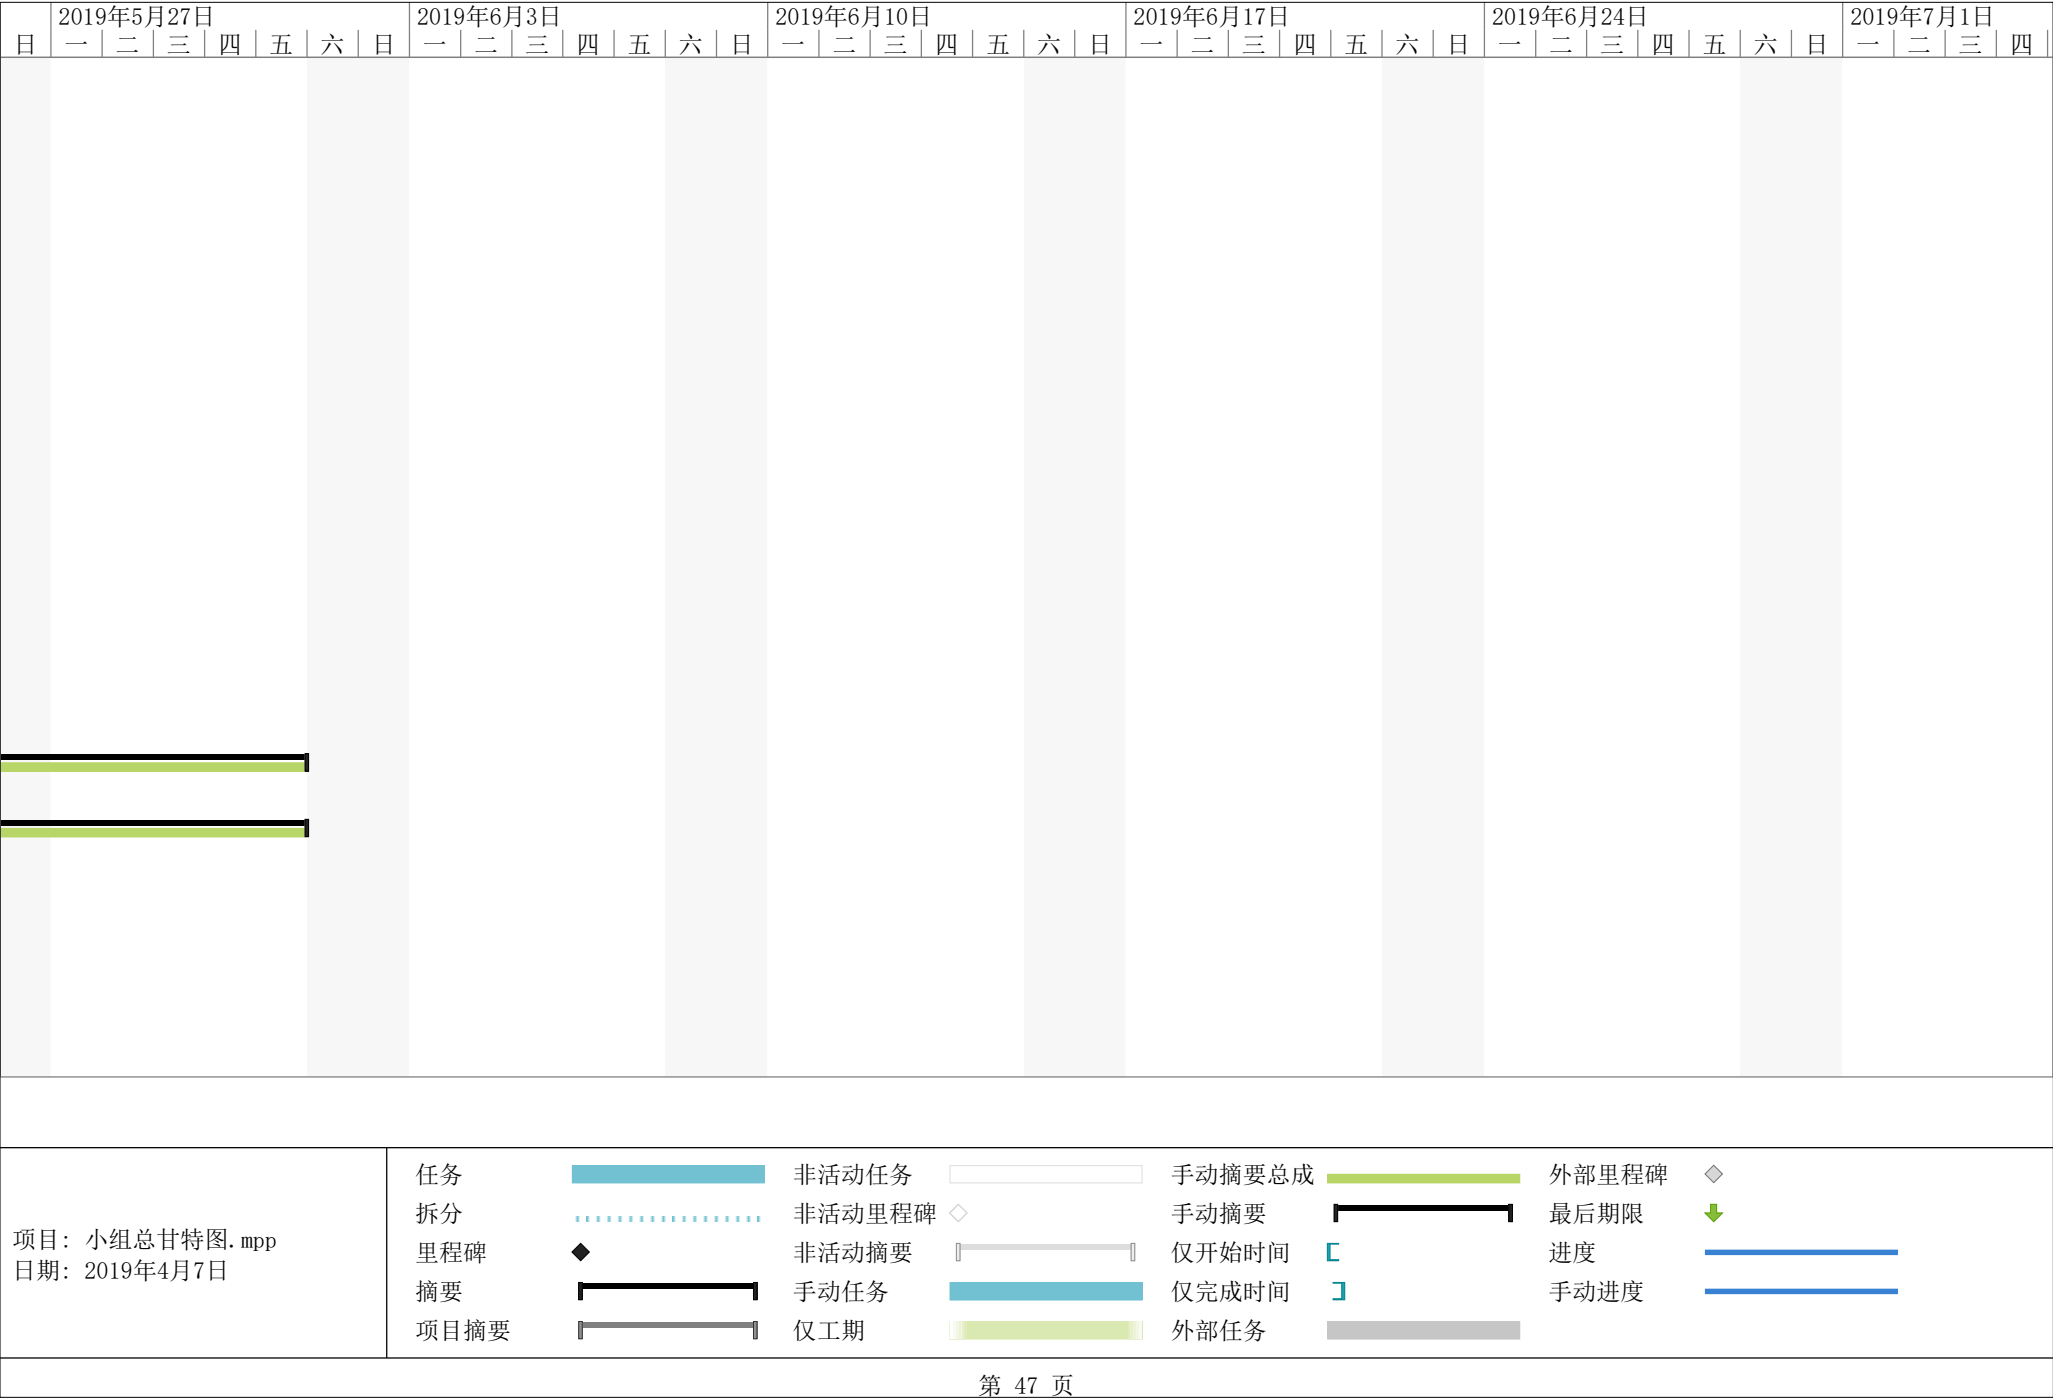 2019年5月27日 2019年6月3日 2019年6月10日 2019年6月17日 2019年6月24日 2019年7月1日
日 一 二 三 四 五 六 日 一 二 三 四 五 六 日 一 二 三 四 五 六 日 一 二 三 四 五 六 日 一 二 三 四 五 六 日 一 二 三 四
项目: 小组总甘特图.mpp
日期: 2019年4月7日
任务
拆分
里程碑
摘要
项目摘要
非活动任务
非活动里程碑
非活动摘要
手动任务
仅工期
手动摘要总成
手动摘要
仅开始时间
仅完成时间
外部任务
外部里程碑
最后期限
进度
手动进度
第 47 页